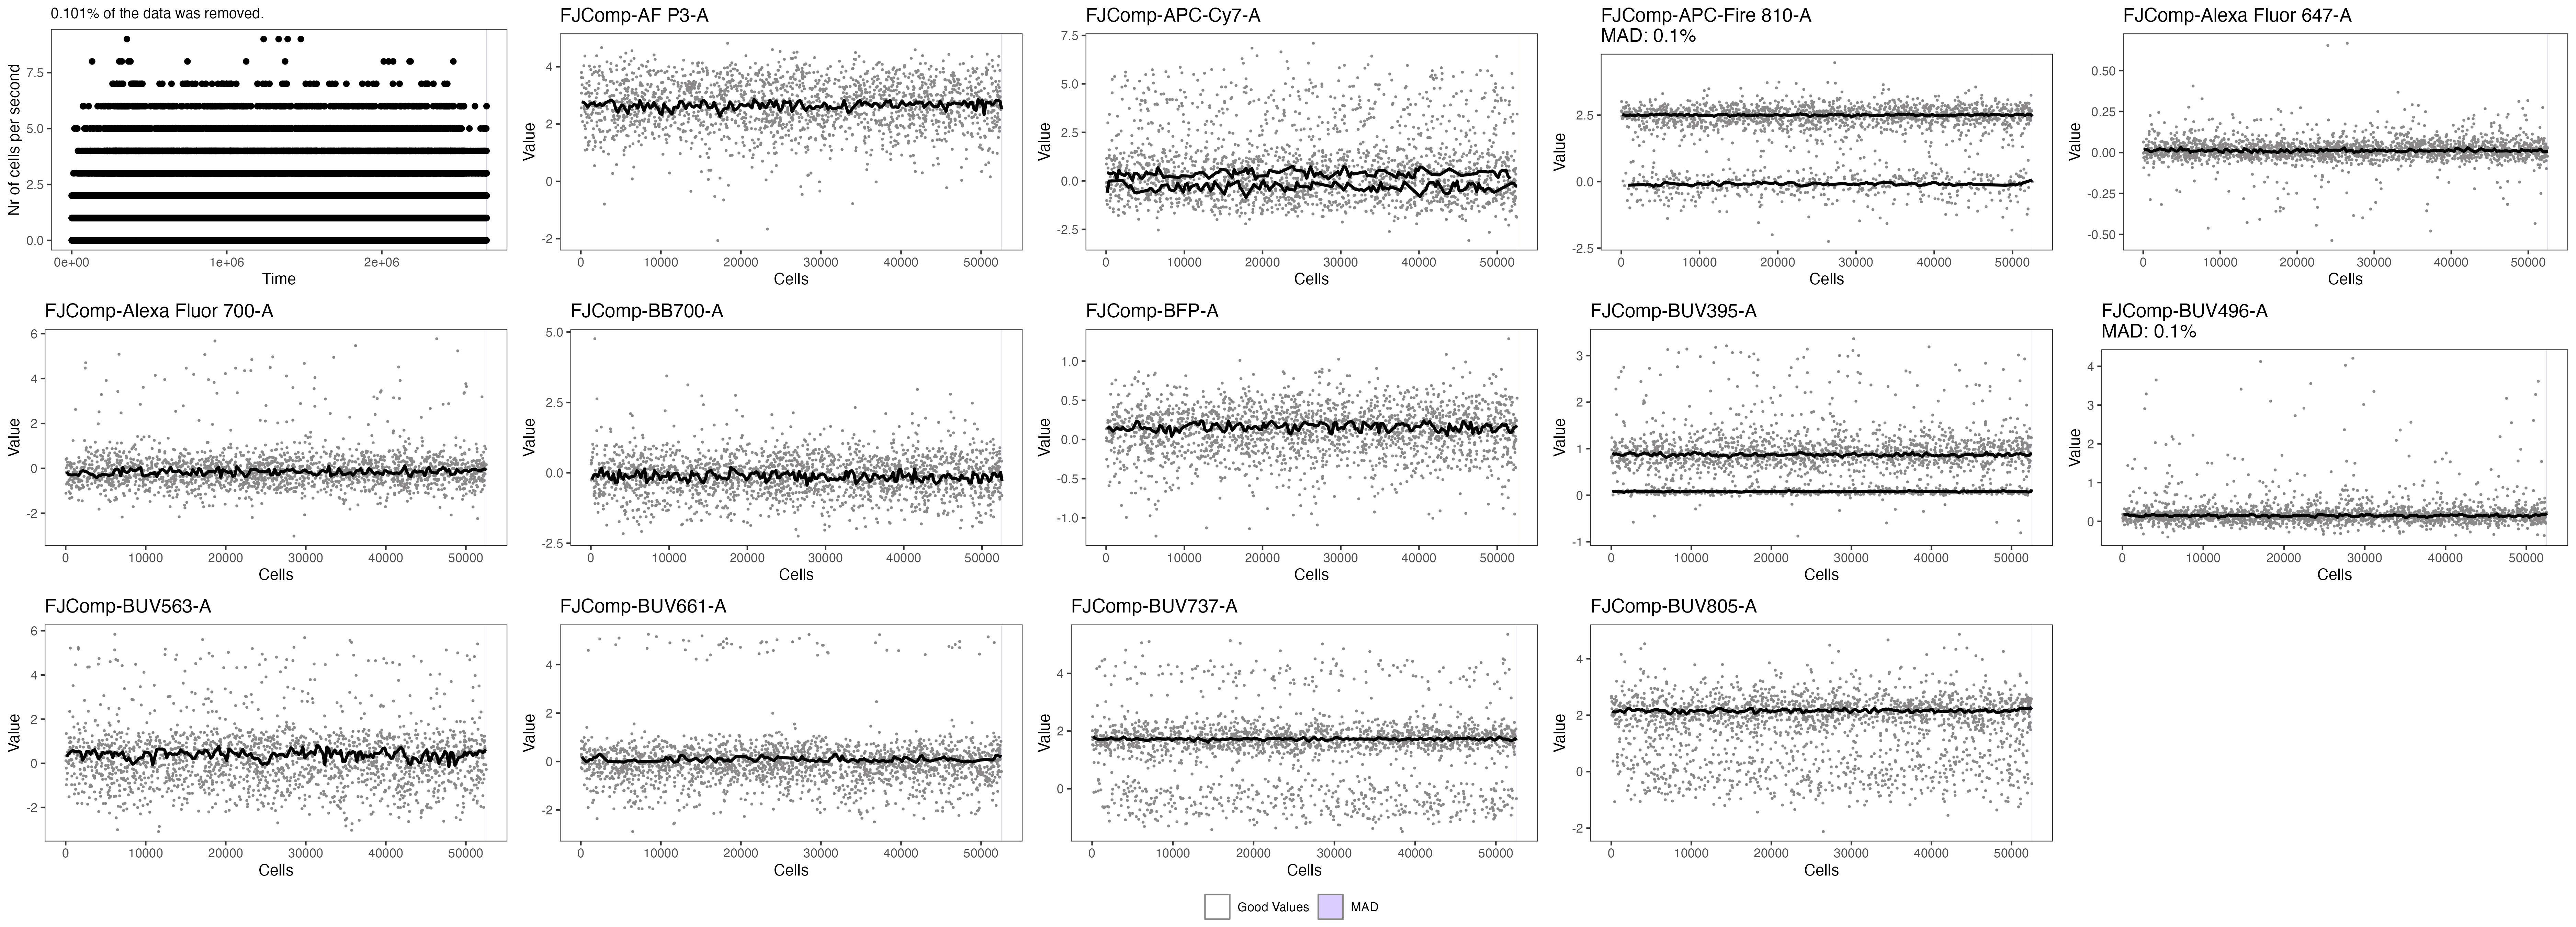 0.101% of the data was removed.
Nr of cells per second
7.5
5.0
2.5
0.0
0e+00 1e+06 2e+06
Time
FJComp-AF P3-A
Value
4
2
0
-2
0 10000 20000 30000 40000 50000
Cells
FJComp-APC-Cy7-A
Value
7.5
5.0
2.5
0.0
-2.5
0 10000 20000 30000 40000 50000
Cells
FJComp-APC-Fire 810-A
MAD: 0.1%
Value
2.5
0.0
-2.5
0 10000 20000 30000 40000 50000
Cells
FJComp-Alexa Fluor 647-A
Value
0.50
0.25
0.00
-0.25
-0.50
0 10000 20000 30000 40000 50000
Cells
FJComp-Alexa Fluor 700-A
Value
6
4
2
0
-2
0 10000 20000 30000 40000 50000
Cells
FJComp-BB700-A
Value
5.0
2.5
0.0
-2.5
0 10000 20000 30000 40000 50000
Cells
FJComp-BFP-A
Value
1.0
0.5
0.0
-0.5
-1.0
0 10000 20000 30000 40000 50000
Cells
FJComp-BUV395-A
Value
3
2
1
0
-1
0 10000 20000 30000 40000 50000
Cells
FJComp-BUV496-A
MAD: 0.1%
Value
4
3
2
1
0
0 10000 20000 30000 40000 50000
Cells
FJComp-BUV563-A
Value
6
4
2
0
-2
0 10000 20000 30000 40000 50000
Cells
FJComp-BUV661-A
Value
4
2
0
-2
0 10000 20000 30000 40000 50000
Cells
FJComp-BUV737-A
Value
4
2
0
0 10000 20000 30000 40000 50000
Cells
FJComp-BUV805-A
Value
4
2
0
-2
0 10000 20000 30000 40000 50000
Cells
Good Values MAD